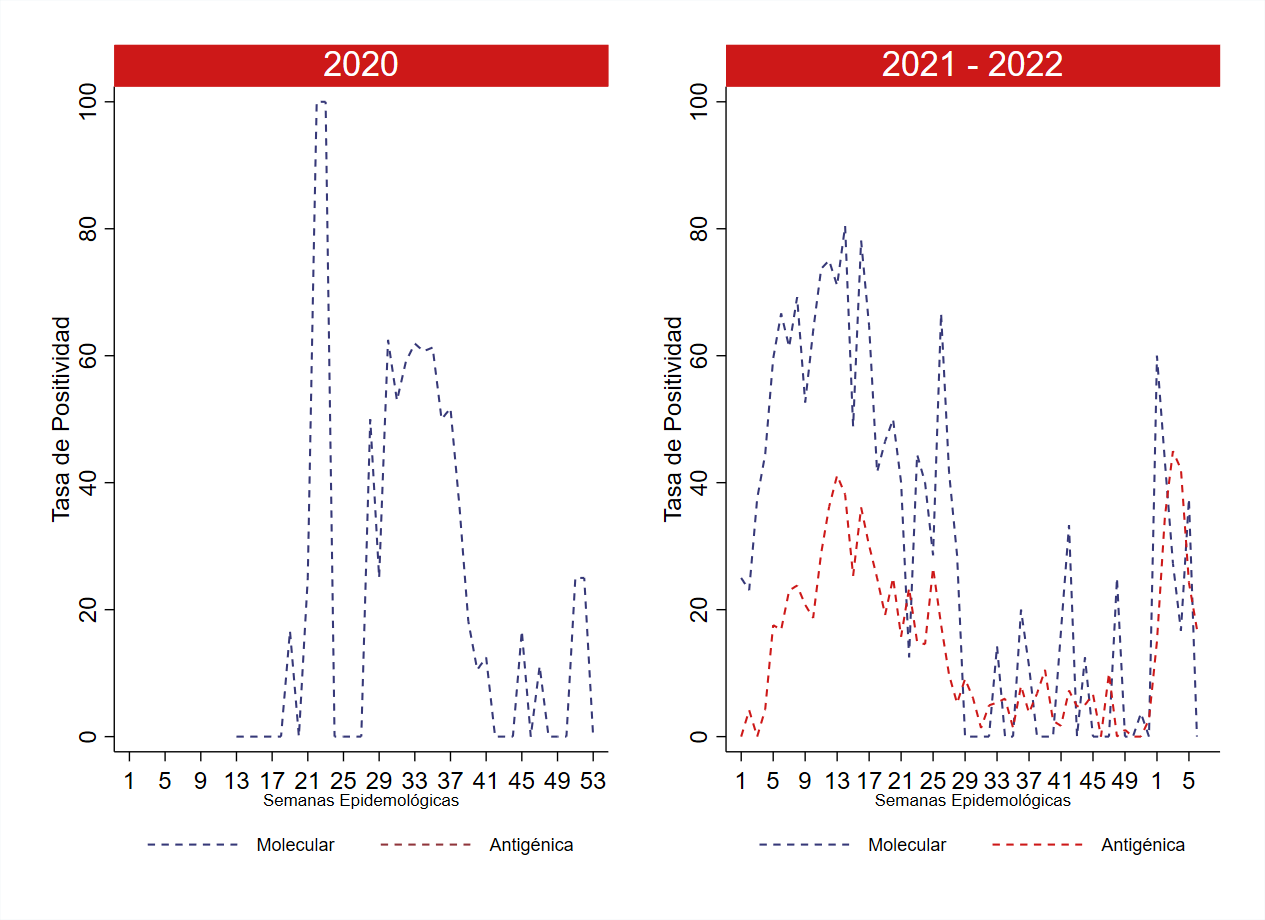 2020
100
80
60
40
20
0
Tasa de Positividad
1 5 9 13 17 21 25 29 33 37 41 45 49 53
Semanas Epidemológicas
Molecular Antigénica
2021 - 2022
100
80
60
40
20
0
Tasa de Positividad
1 5 9 13 17 21 25 29 33 37 41 45 49 1 5
Semanas Epidemológicas
Molecular Antigénica